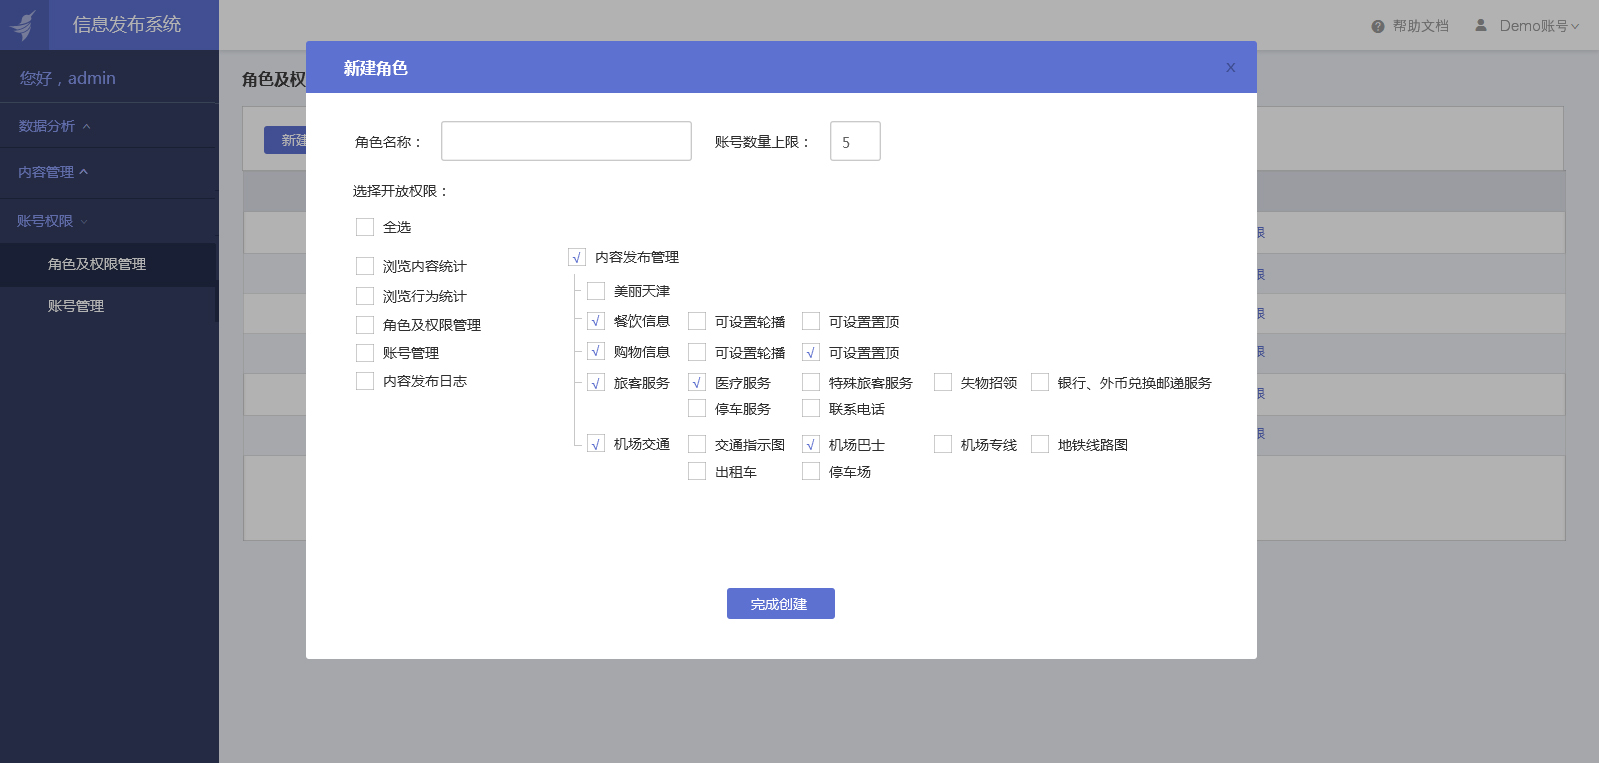 信息发布系统
帮助文档
Demo账号
您好，admin
数据分析
内容管理
账号权限
角色及权限管理
账号管理
角色及权
新建
新建角色
x
角色名称：
账号数量上限：
5
选择开放权限：
全选
浏览内容统计
浏览行为统计
角色及权限管理
账号管理
内容发布日志
√ 内容发布管理
美丽天津
√ 餐饮信息 可设置轮播 可设置置顶
√ 购物信息 可设置轮播 √ 可设置置顶
√ 旅客服务 √ 医疗服务 特殊旅客服务 失物招领 银行、外币兑换邮递服务
停车服务 联系电话
√ 机场交通 交通指示图 √ 机场巴士 机场专线 地铁线路图
出租车 停车场
完成创建
限
限
限
限
限
限